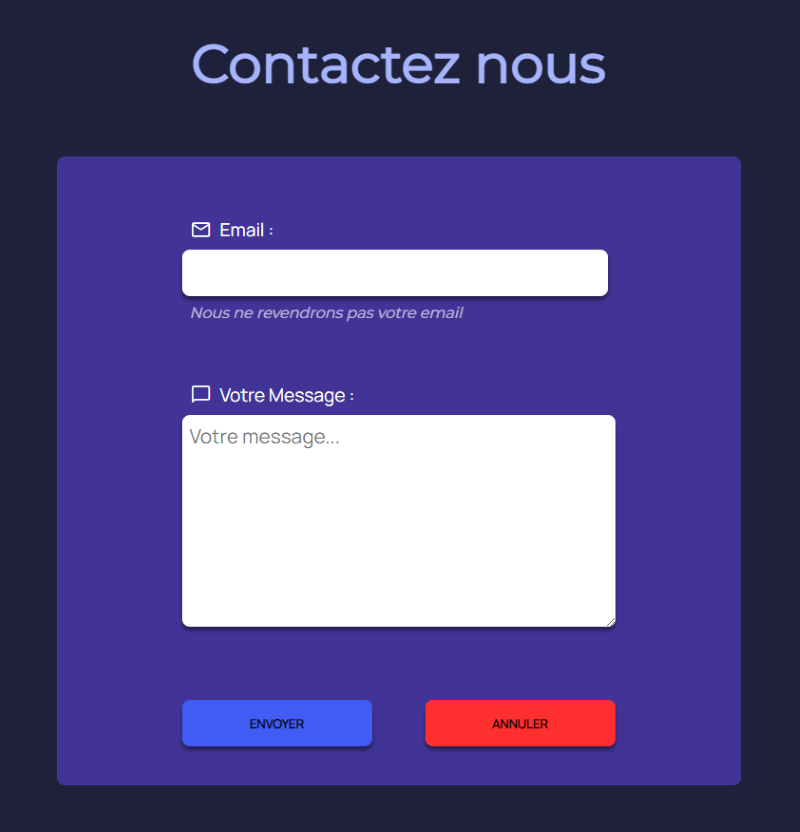 Contactez nous
Email :
Nous ne revendrons pas votre email
Votre Message :
Votre message...
ENVOYER
ANNULER